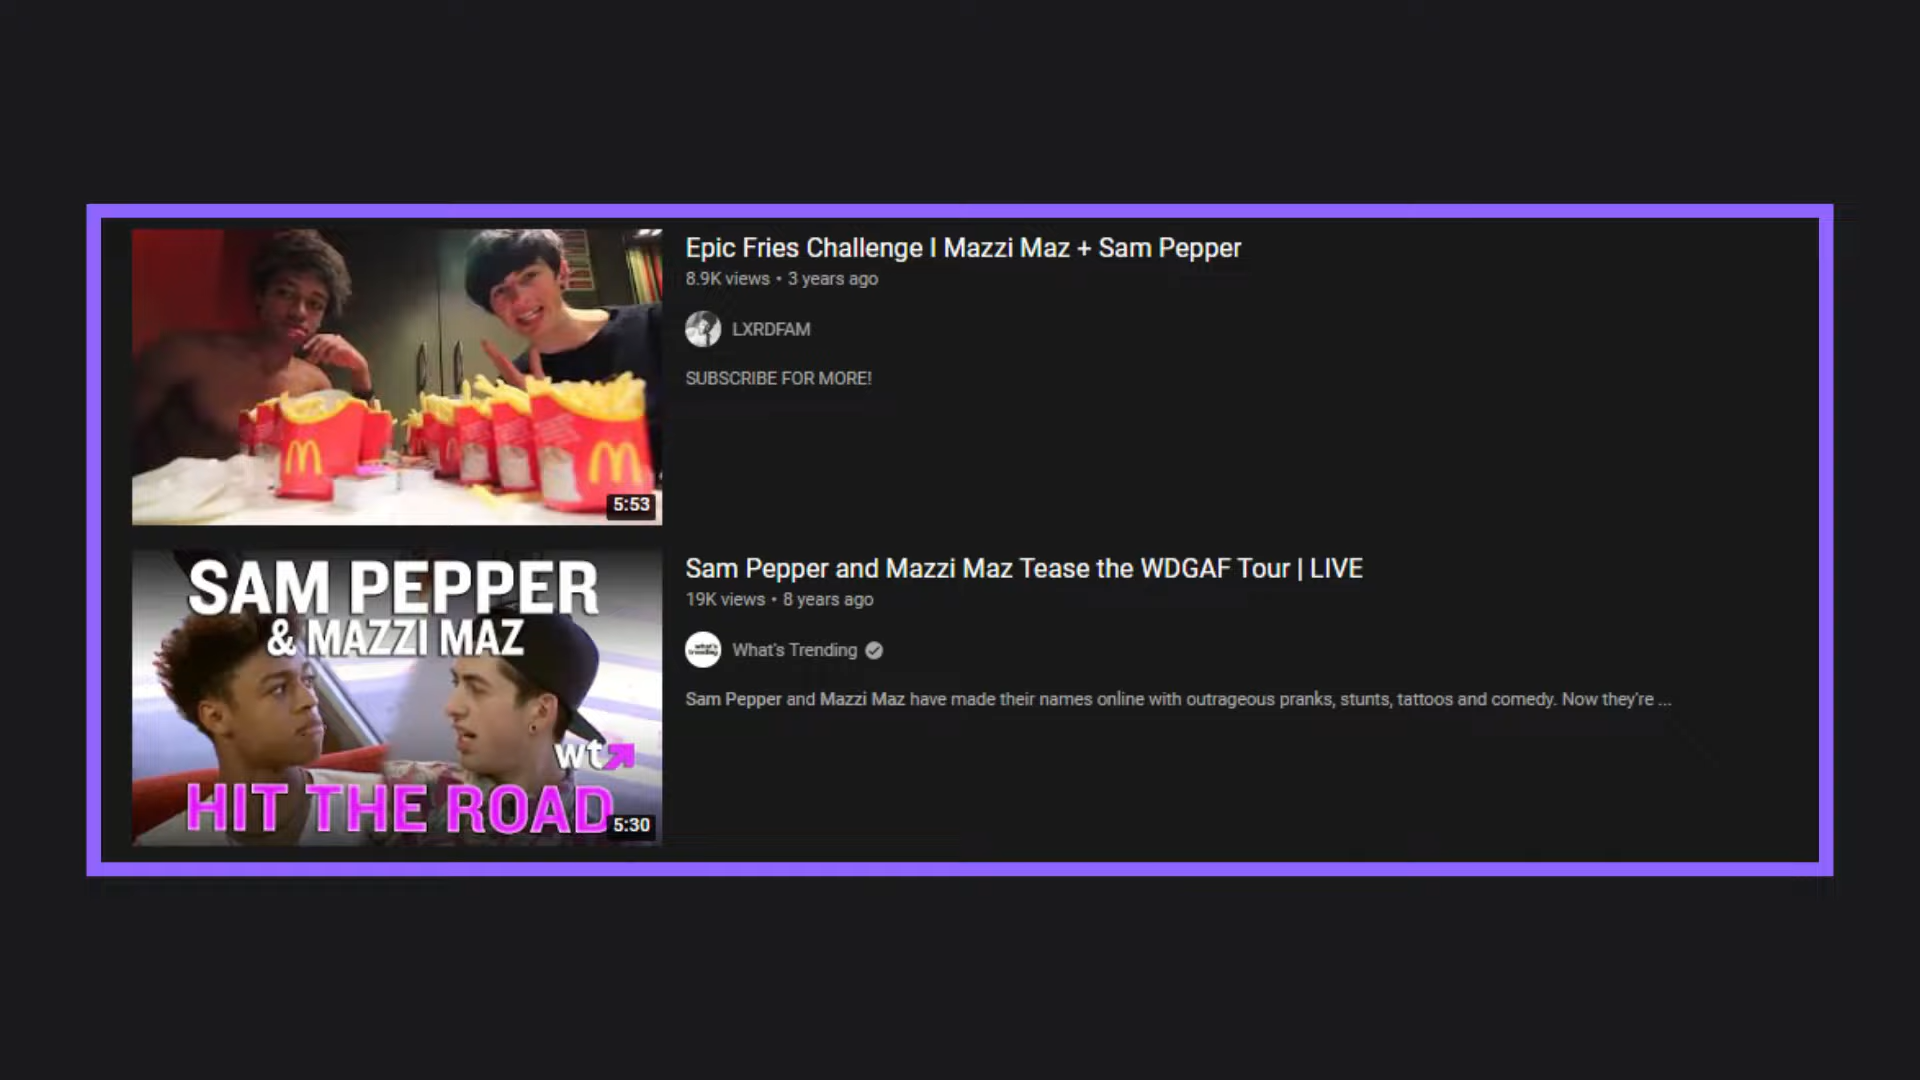 Epic Fries Challenge I Mazzi Maz + Sam Pepper
8.9K views • 3 years ago
LXRDFAM
SUBSCRIBE FOR MORE!
5:53
SAM PEPPER
& MAZZI MAZ
wt
HIT THE ROAD
5:30
Sam Pepper and Mazzi Maz Tease the WDGAF Tour | LIVE
19K views • 8 years ago
what's
trending
What's Trending
Sam Pepper and Mazzi Maz have made their names online with outrageous pranks, stunts, tattoos and comedy. Now they're ...